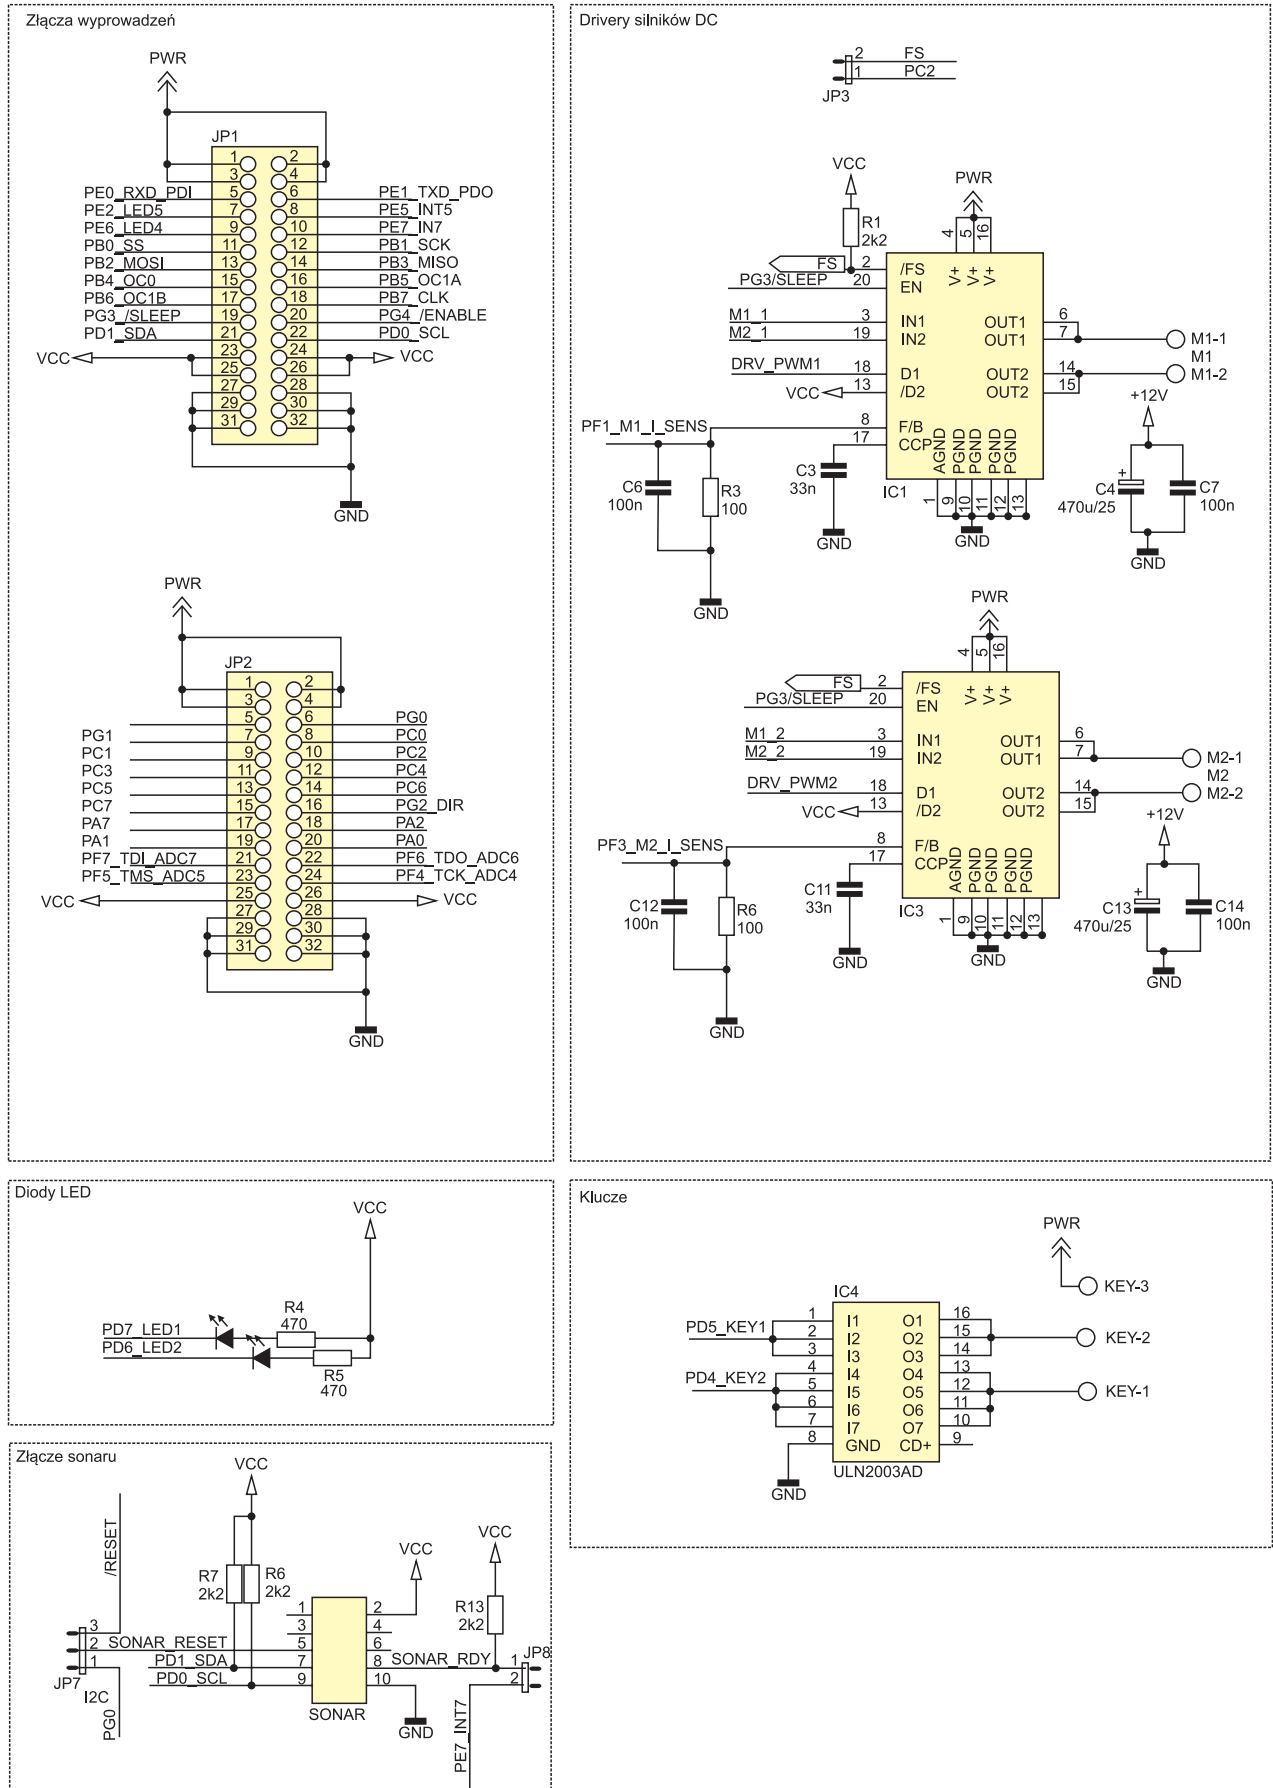 Złącza wyprowadzeń
PWR
JP1
1 2
3 4
PE0_RXD_PDI 5 6 PE1_TXD_PDO
PE2_LED5 7 8 PE5_INT5
PE6_LED4 9 10 PE7_IN7
PB0_SS 11 12 PB1_SCK
PB2_MOSI 13 14 PB3_MISO
PB4_OC0 15 16 PB5_OC1A
PB6_OC1B 17 18 PB7_CLK
PG3_/SLEEP 19 20 PG4_/ENABLE
PD1_SDA 21 22 PD0_SCL
VCC 23 24 VCC
25 26
27 28
29 30
31 32
GND
PWR
JP2
1 2
3 4
5 6 PG0
PG1 7 8 PC0
PC1 9 10 PC2
PC3 11 12 PC4
PC5 13 14 PC6
PC7 15 16 PG2_DIR
PA7 17 18 PA2
PA1 19 20 PA0
PF7_TDI_ADC7 21 22 PF6_TDO_ADC6
PF5_TMS_ADC5 23 24 PF4_TCK_ADC4
VCC 25 26 VCC
27 28
29 30
31 32
GND
Drivery silników DC
2 FS
1 PC2
JP3
VCC
R1
2k2
PWR
4 5 16
V+ V+ V+
FS 2 /FS
PG3/SLEEP 20 EN
M1_1 3 IN1 OUT1 6
M2_1 19 IN2 OUT1 7
M1-1
M1
M1-2
DRV_PWM1 18 D1 OUT2 14
VCC 13 /D2 OUT2 15
PF1_M1_I_SENS 8 F/B
17 CCP
AGND PGND PGND PGND PGND
1 9 10 11 12 13
IC1
C6
100n
R3
100
C3
33n
GND
GND
GND
+12V
C4
470u/25
+
C7
100n
GND
PWR
4 5 16
V+ V+ V+
FS 2 /FS
PG3/SLEEP 20 EN
M1_2 3 IN1 OUT1 6
M2_2 19 IN2 OUT1 7
M2-1
M2
M2-2
DRV_PWM2 18 D1 OUT2 14
VCC 13 /D2 OUT2 15
PF3_M2_I_SENS 8 F/B
17 CCP
AGND PGND PGND PGND PGND
1 9 10 11 12 13
IC3
C12
100n
R6
100
C11
33n
GND
GND
GND
+12V
C13
470u/25
+
C14
100n
GND
Diody LED
VCC
R4
470
PD7_LED1
PD6_LED2
R5
470
Klucze
PWR
KEY-3
IC4
1 I1 O1 16
PD5_KEY1 2 I2 O2 15 KEY-2
3 I3 O3 14
4 I4 O4 13
PD4_KEY2 5 I5 O5 12 KEY-1
6 I6 O6 11
7 I7 O7 10
8 GND CD+ 9
ULN2003AD
GND
Złącze sonaru
VCC
/RESET
R7
2k2
R6
2k2
VCC
VCC
R13
2k2
1 2
3 4
3
2 SONAR_RESET 5 6
1 PD1_SDA 7 8 SONAR_RDY 1 JP8
PD0_SCL 9 10 2
JP7
I2C
PG0
SONAR
GND
PE7_INT7